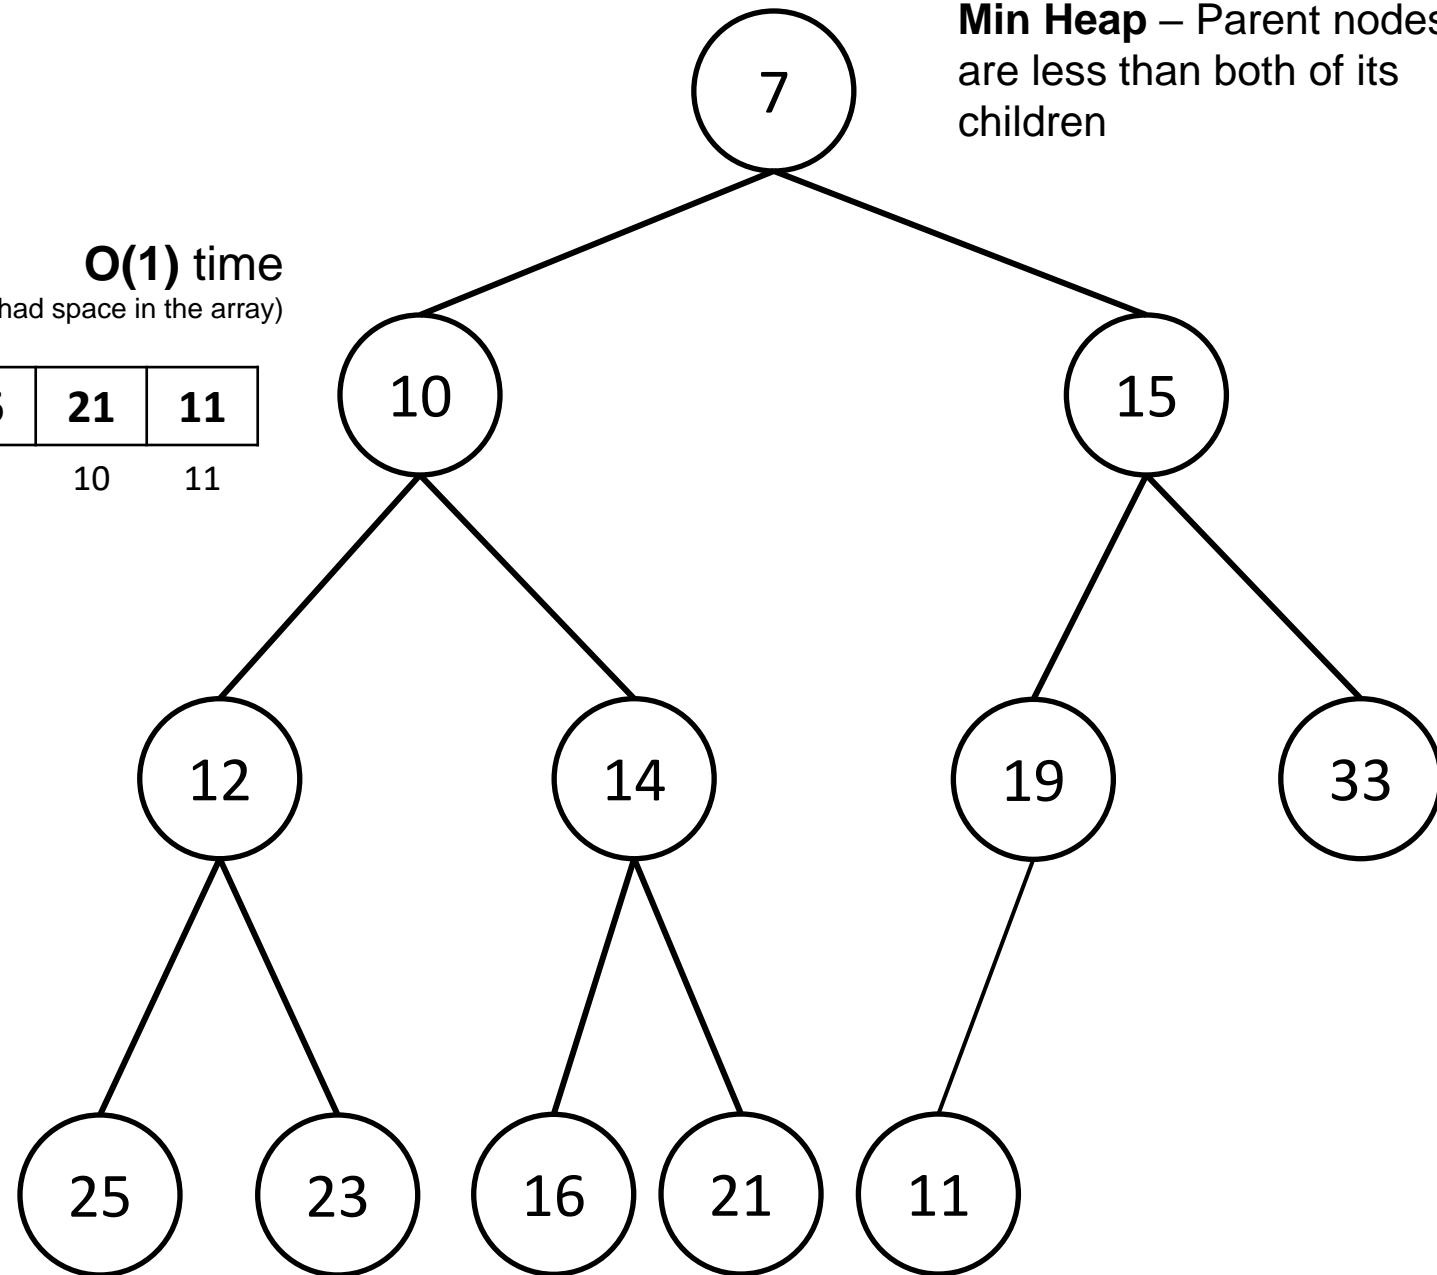 Min Heap – Parent nodes
are less than both of its
children
7
O(1) time
had space in the array)
21 11
10 11
10 15
12 14 19 33
25 23 16 21 11